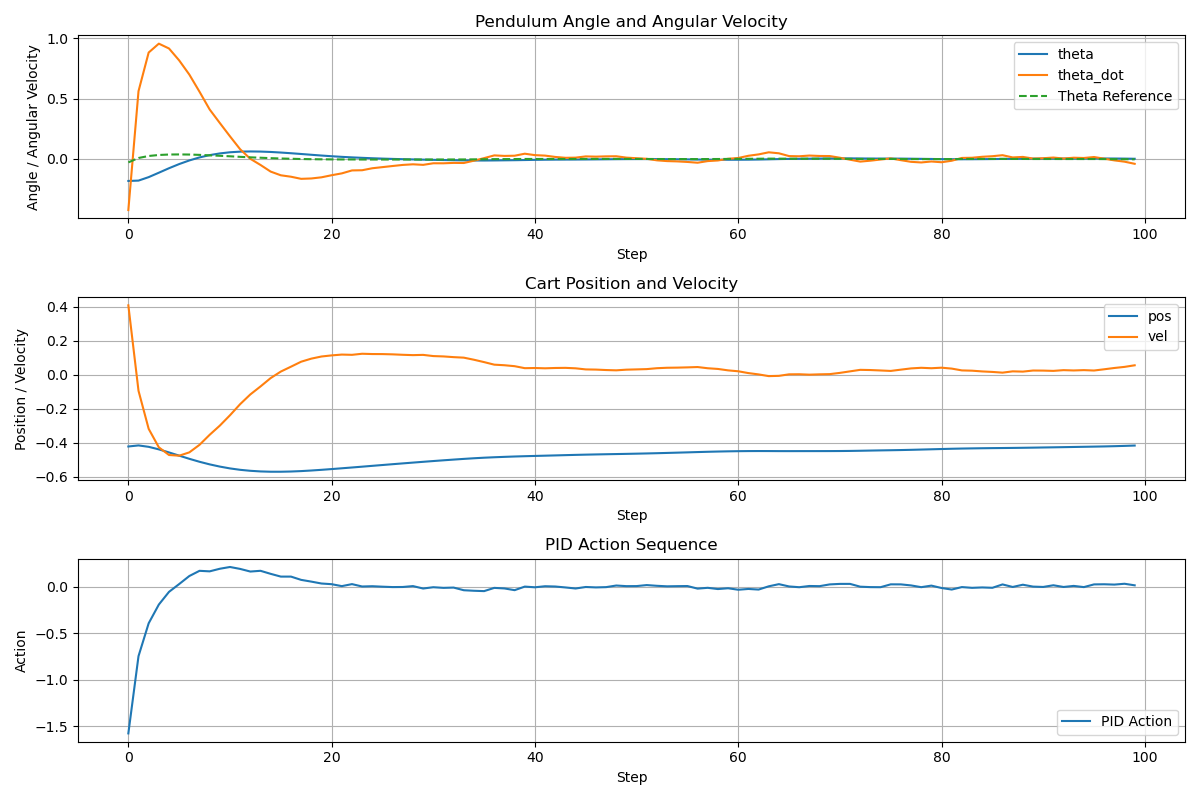 Pendulum Angle and Angular Velocity
Angle / Angular Velocity
1.0
0.5
0.0
theta
theta_dot
Theta Reference
0 20 40 60 80 100
Step
Cart Position and Velocity
Position / Velocity
0.4
0.2
0.0
−0.2
−0.4
−0.6
pos
vel
0 20 40 60 80 100
Step
PID Action Sequence
Action
0.0
−0.5
−1.0
−1.5
PID Action
0 20 40 60 80 100
Step